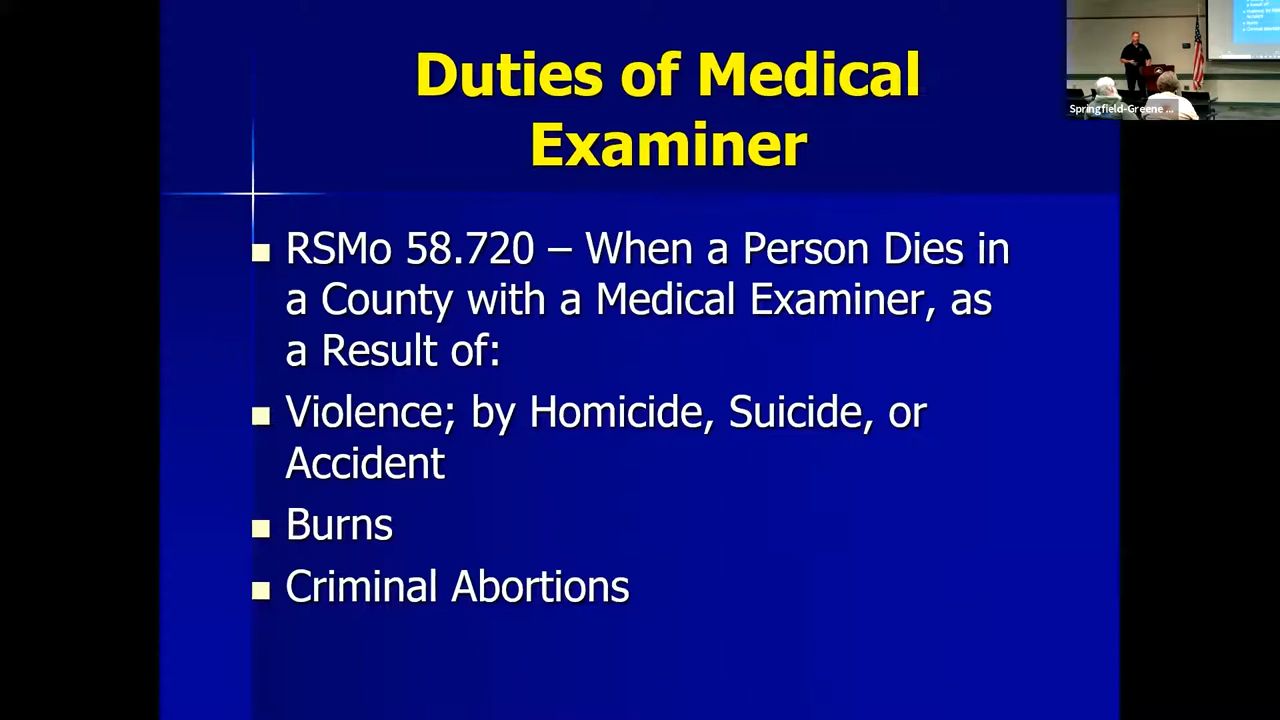 Duties of Medical
Examiner
RSMo 58.720 – When a Person Dies in
a County with a Medical Examiner, as
a Result of:
Violence; by Homicide, Suicide, or
Accident
Burns
Criminal Abortions
Springfield-Greene ...